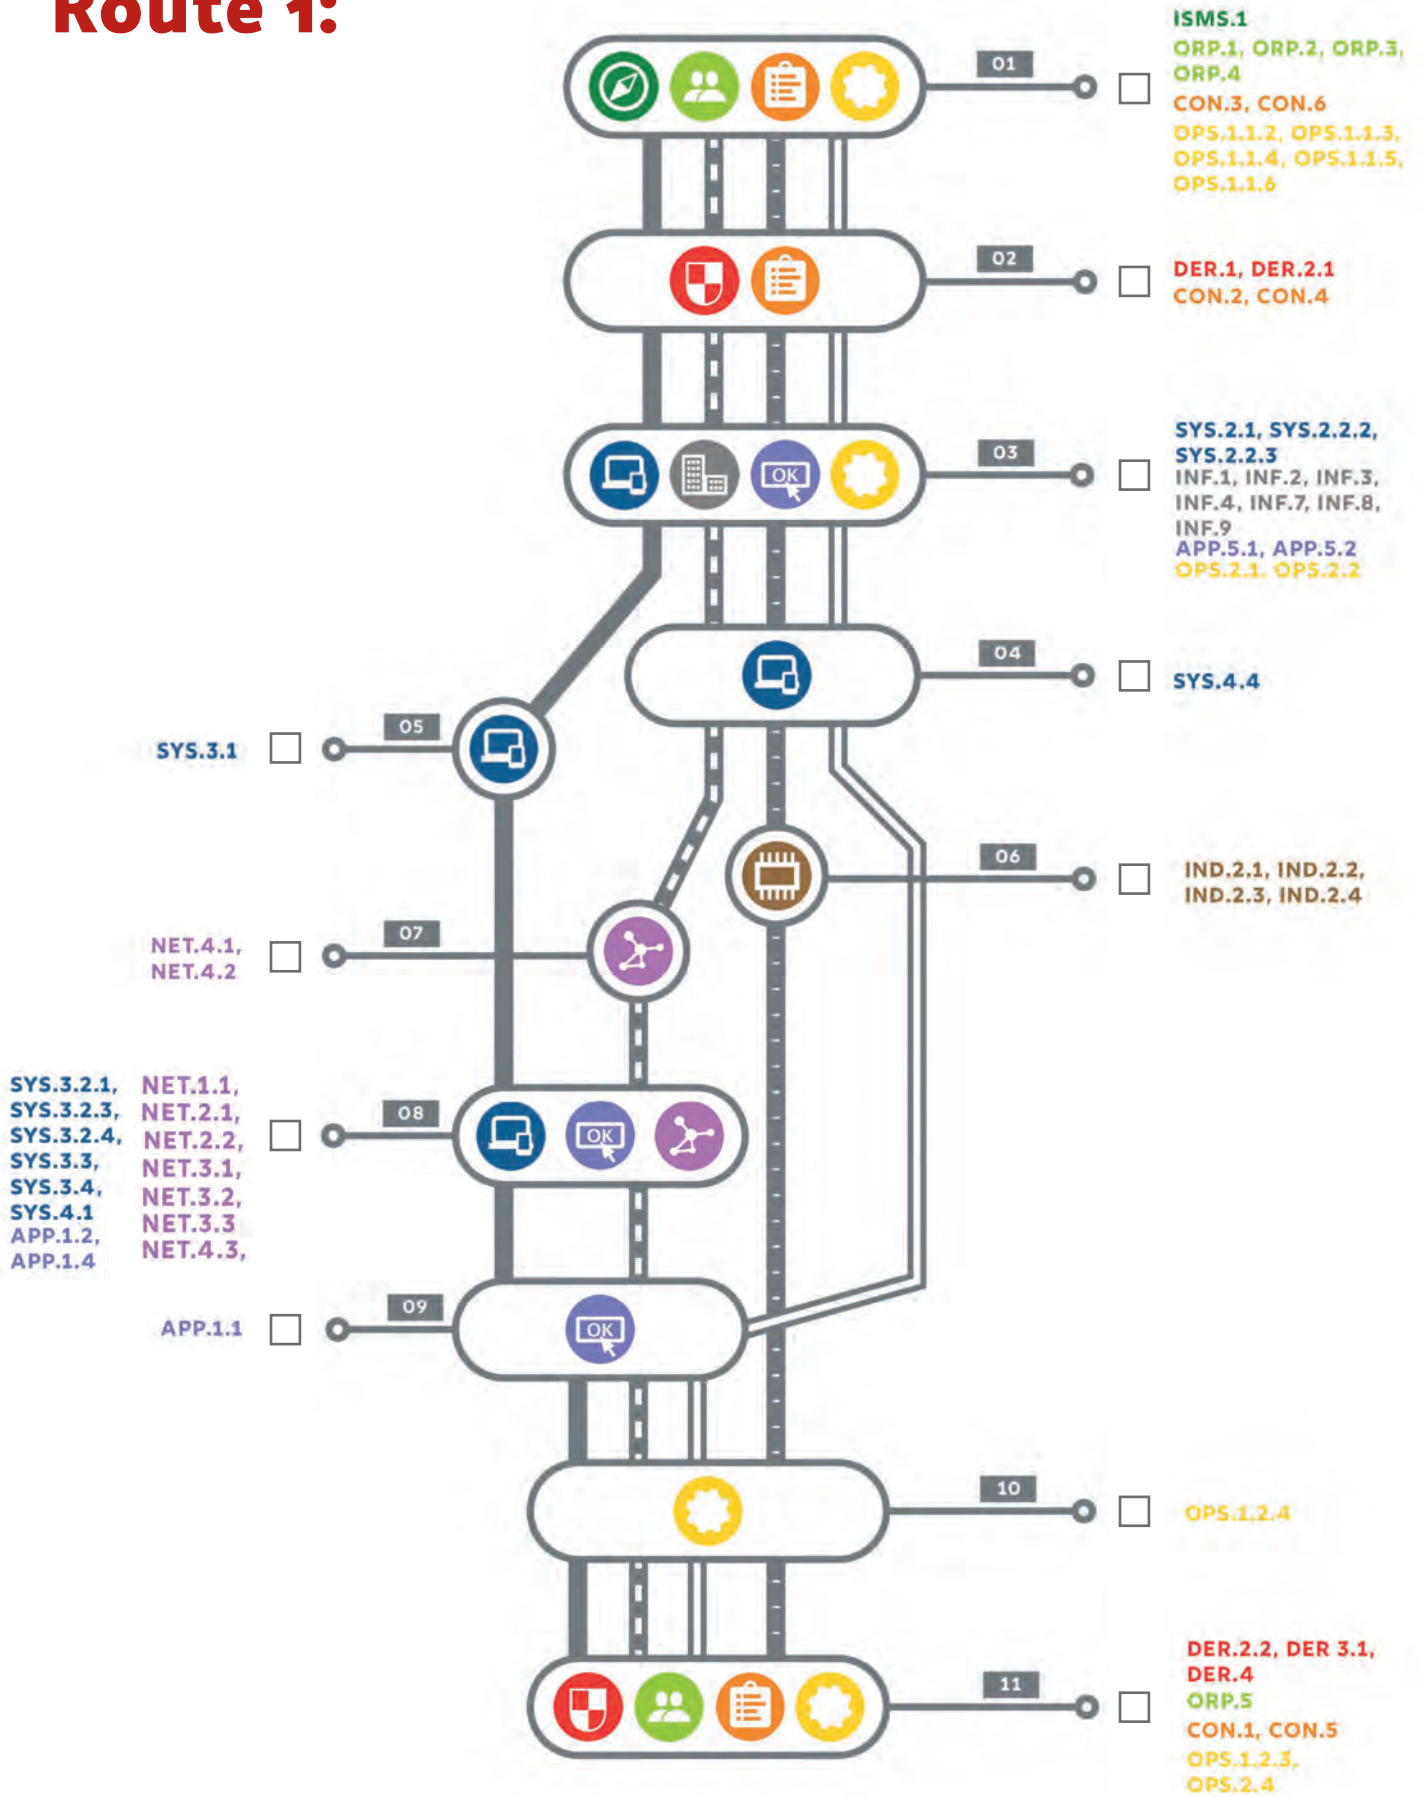 Route 1:
01
ISMS.1
ORP.1, ORP.2, ORP.3,
ORP.4
CON.3, CON.6
OPS.1.1.2, OPS.1.1.3,
OPS.1.1.4, OPS.1.1.5,
OPS.1.1.6
02
DER.1, DER.2.1
CON.2, CON.4
03
OK
SYS.2.1, SYS.2.2.2,
SYS.2.2.3
INF.1, INF.2, INF.3,
INF.4, INF.7, INF.8,
INF.9
APP.5.1, APP.5.2
OPS.2.1, OPS.2.2
04
SYS.4.4
05
SYS.3.1
06
IND.2.1, IND.2.2,
IND.2.3, IND.2.4
07
NET.4.1,
NET.4.2
08
OK
SYS.3.2.1,
SYS.3.2.3,
SYS.3.2.4,
SYS.3.3,
SYS.3.4,
SYS.4.1
APP.1.2,
APP.1.4
NET.1.1,
NET.2.1,
NET.2.2,
NET.3.1,
NET.3.2,
NET.3.3
NET.4.3,
09
OK
APP.1.1
10
OPS.1.2.4
11
DER.2.2, DER 3.1,
DER.4
ORP.5
CON.1, CON.5
OPS.1.2.3,
OPS.2.4